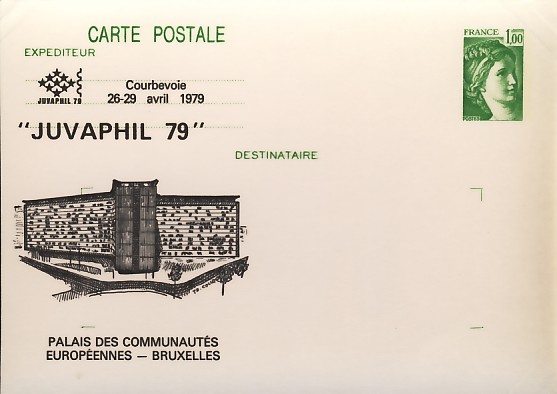 CARTE POSTALE
EXPEDITEUR
JUVAPHIL 79
Courbevoie
26-29 avril 1979
"JUVAPHIL 79"
FRANCE
1,00
POSTES
DESTINATAIRE
PALAIS DES COMMUNAUTÉS
EUROPÉENNES — BRUXELLES